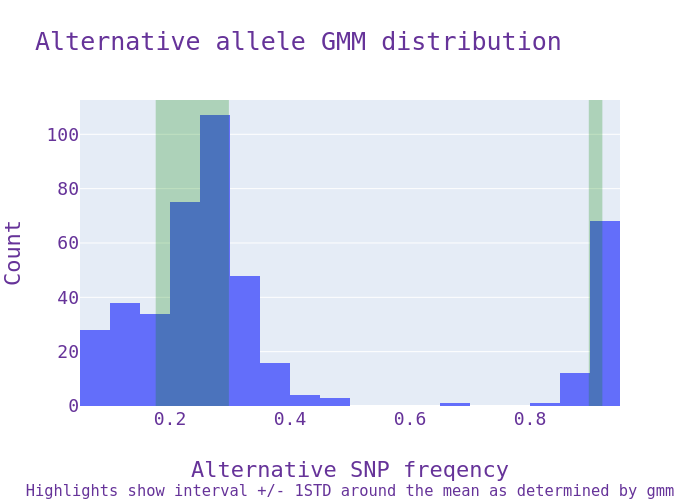 Alternative allele GMM distribution
100
80
60
40
20
0
Count
0.2 0.4 0.6 0.8
Alternative SNP freqency
Highlights show interval +/- 1STD around the mean as determined by gmm